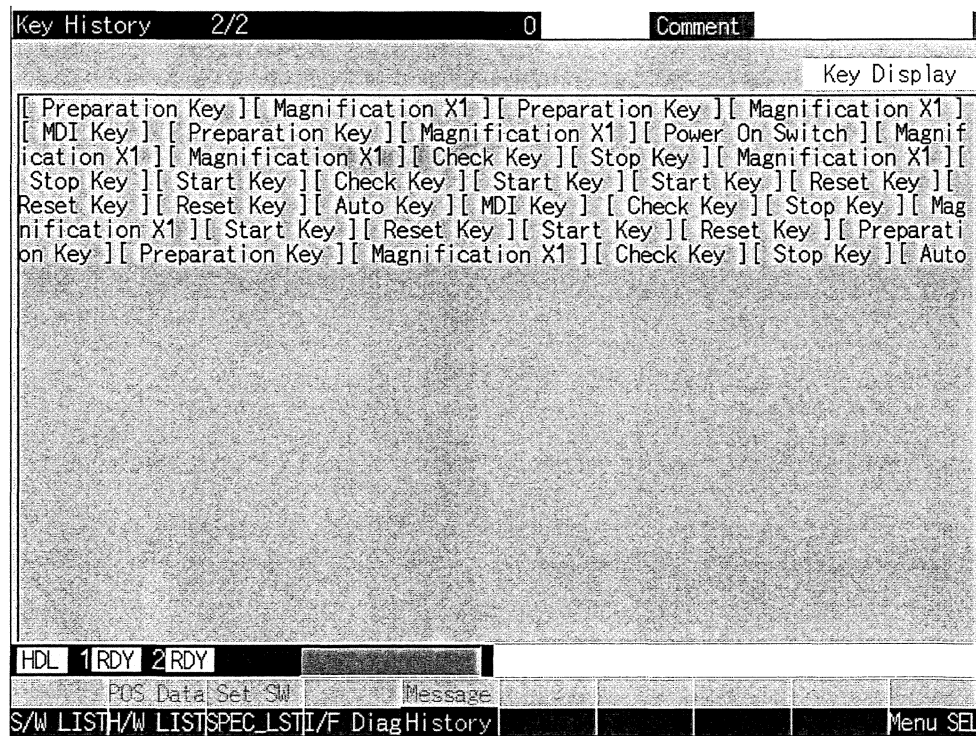 Key History 2/2 0 Comment
Key Display
[ Preparation Key ][ Magnification X1 ][ Preparation Key ][ Magnification X1 ]
[ MDI Key ] [ Preparation Key ][ Magnification X1 ][ Power On Switch ][ Magnif
ication X1 ][ Magnification X1 ][ Check Key ][ Stop Key ][ Magnification X1 ][
Stop Key ][ Start Key ][ Check Key ][ Start Key ][ Start Key ][ Reset Key ][
Reset Key ][ Reset Key ][ Auto Key ][ MDI Key ] [ Check Key ][ Stop Key ][ Mag
nification X1 ][ Start Key ][ Reset Key ][ Start Key ][ Reset Key ][ Preparati
on Key ][ Preparation Key ][ Magnification X1 ][ Check Key ][ Stop Key ][ Auto
HDL 1 RDY 2 RDY
POS Data Set SW Message
S/W LIST H/W LIST SPEC_LST I/F Diag History Menu SEL